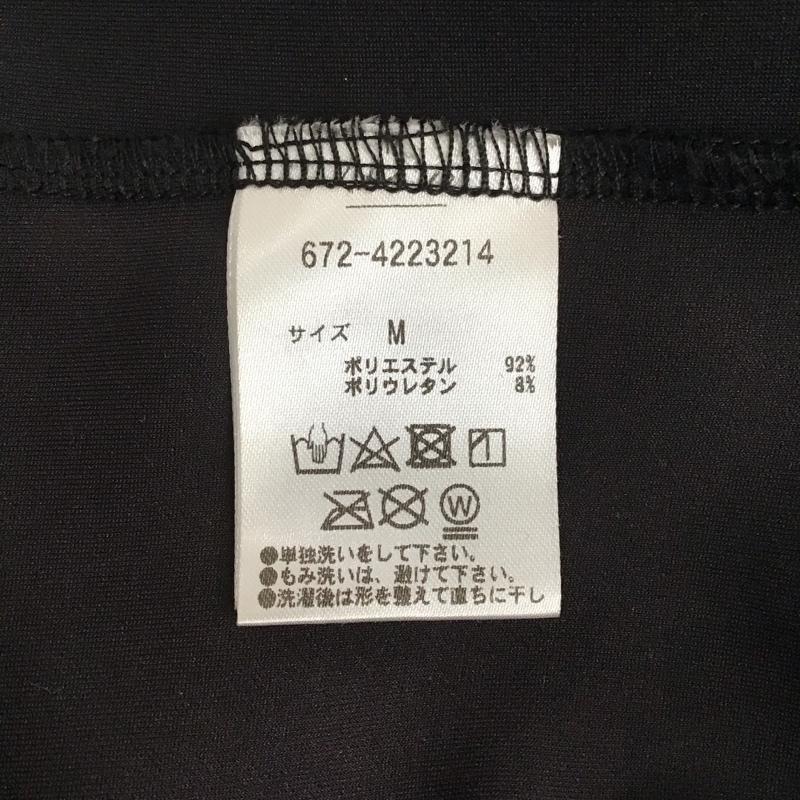 672-4223214
サイズ M
ポリエステル 92%
ポリウレタン 8%
W
●単独洗いをして下さい。
●もみ洗いは、避けて下さい。
●洗濯後は形を整えて直ちに干し